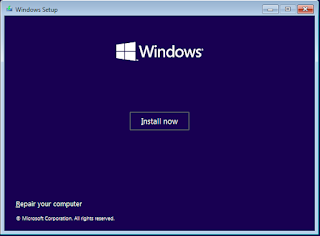 Windows Setup
Windows
Install now
Repair your computer
© Microsoft Corporation. All rights reserved.